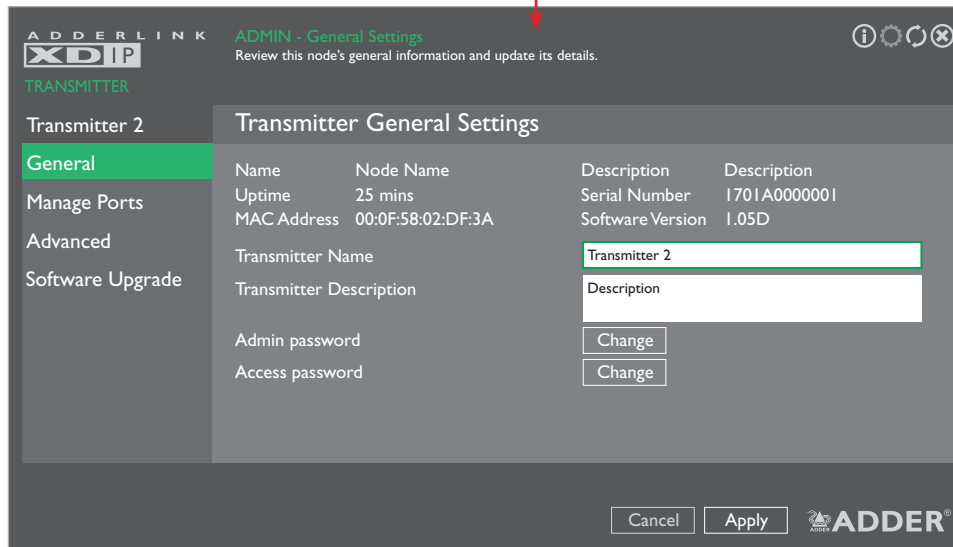 ADDERLINK
XDIP
TRANSMITTER
ADMIN - General Settings
Review this node's general information and update its details.
Transmitter 2
General
Manage Ports
Advanced
Software Upgrade
Transmitter General Settings
Name Node Name Description Description
Uptime 25 mins Serial Number 1701A0000001
MAC Address 00:0F:58:02:DF:3A Software Version 1.05D
Transmitter Name Transmitter 2
Transmitter Description Description
Admin password Change
Access password Change
Cancel Apply ADDER ADDER®